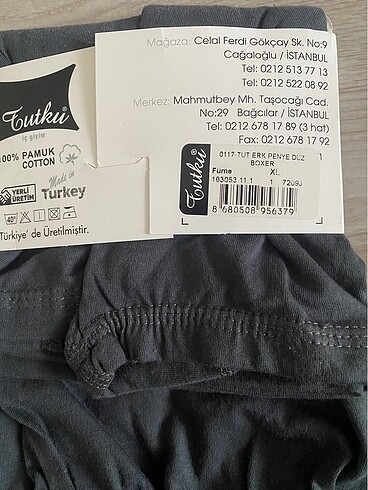 Mağaza: Celal Ferdi Gökçay Sk. No:9
Cağaloğlu / İSTANBUL
Tel: 0212 513 77 13
Tel: 0212 522 08 92
Merkez: Mahmutbey Mh. Taşocağı Cad.
No:29 Bağcılar / İSTANBUL
Tel: 0212 678 17 89 (3 hat)
Fax: 0212 678 17 92
Tutku®
iç giyim
100% PAMUK
COTTON
YERLİ
ÜRETİM
Made in
Turkey
40°
Türkiye' de Üretilmiştir.
Tutku®
0117-TUT ERK PENYE DÜZ
BOXER
Füme XL
163053.11.1 1
8 680508 956379